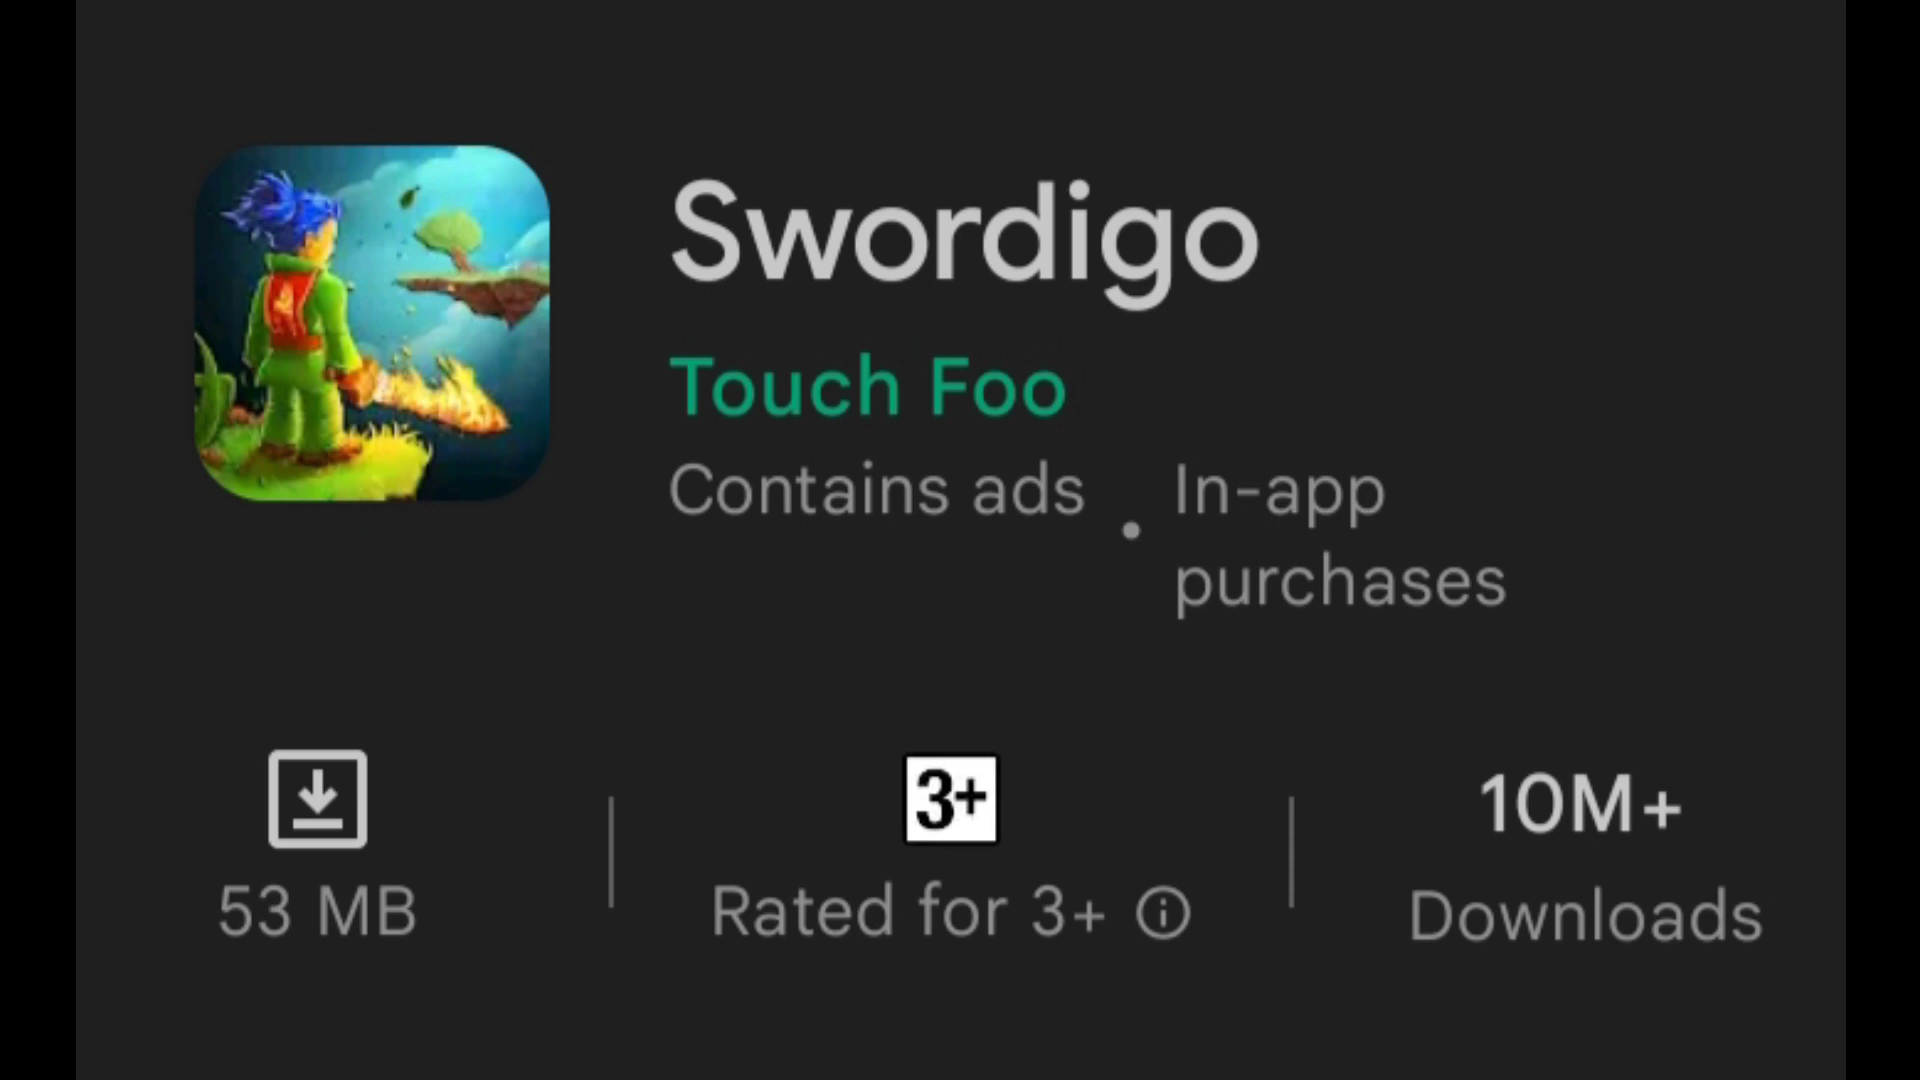 Swordigo
Touch Foo
Contains ads • In-app
purchases
3+
10M+
53 MB
Rated for 3+
Downloads